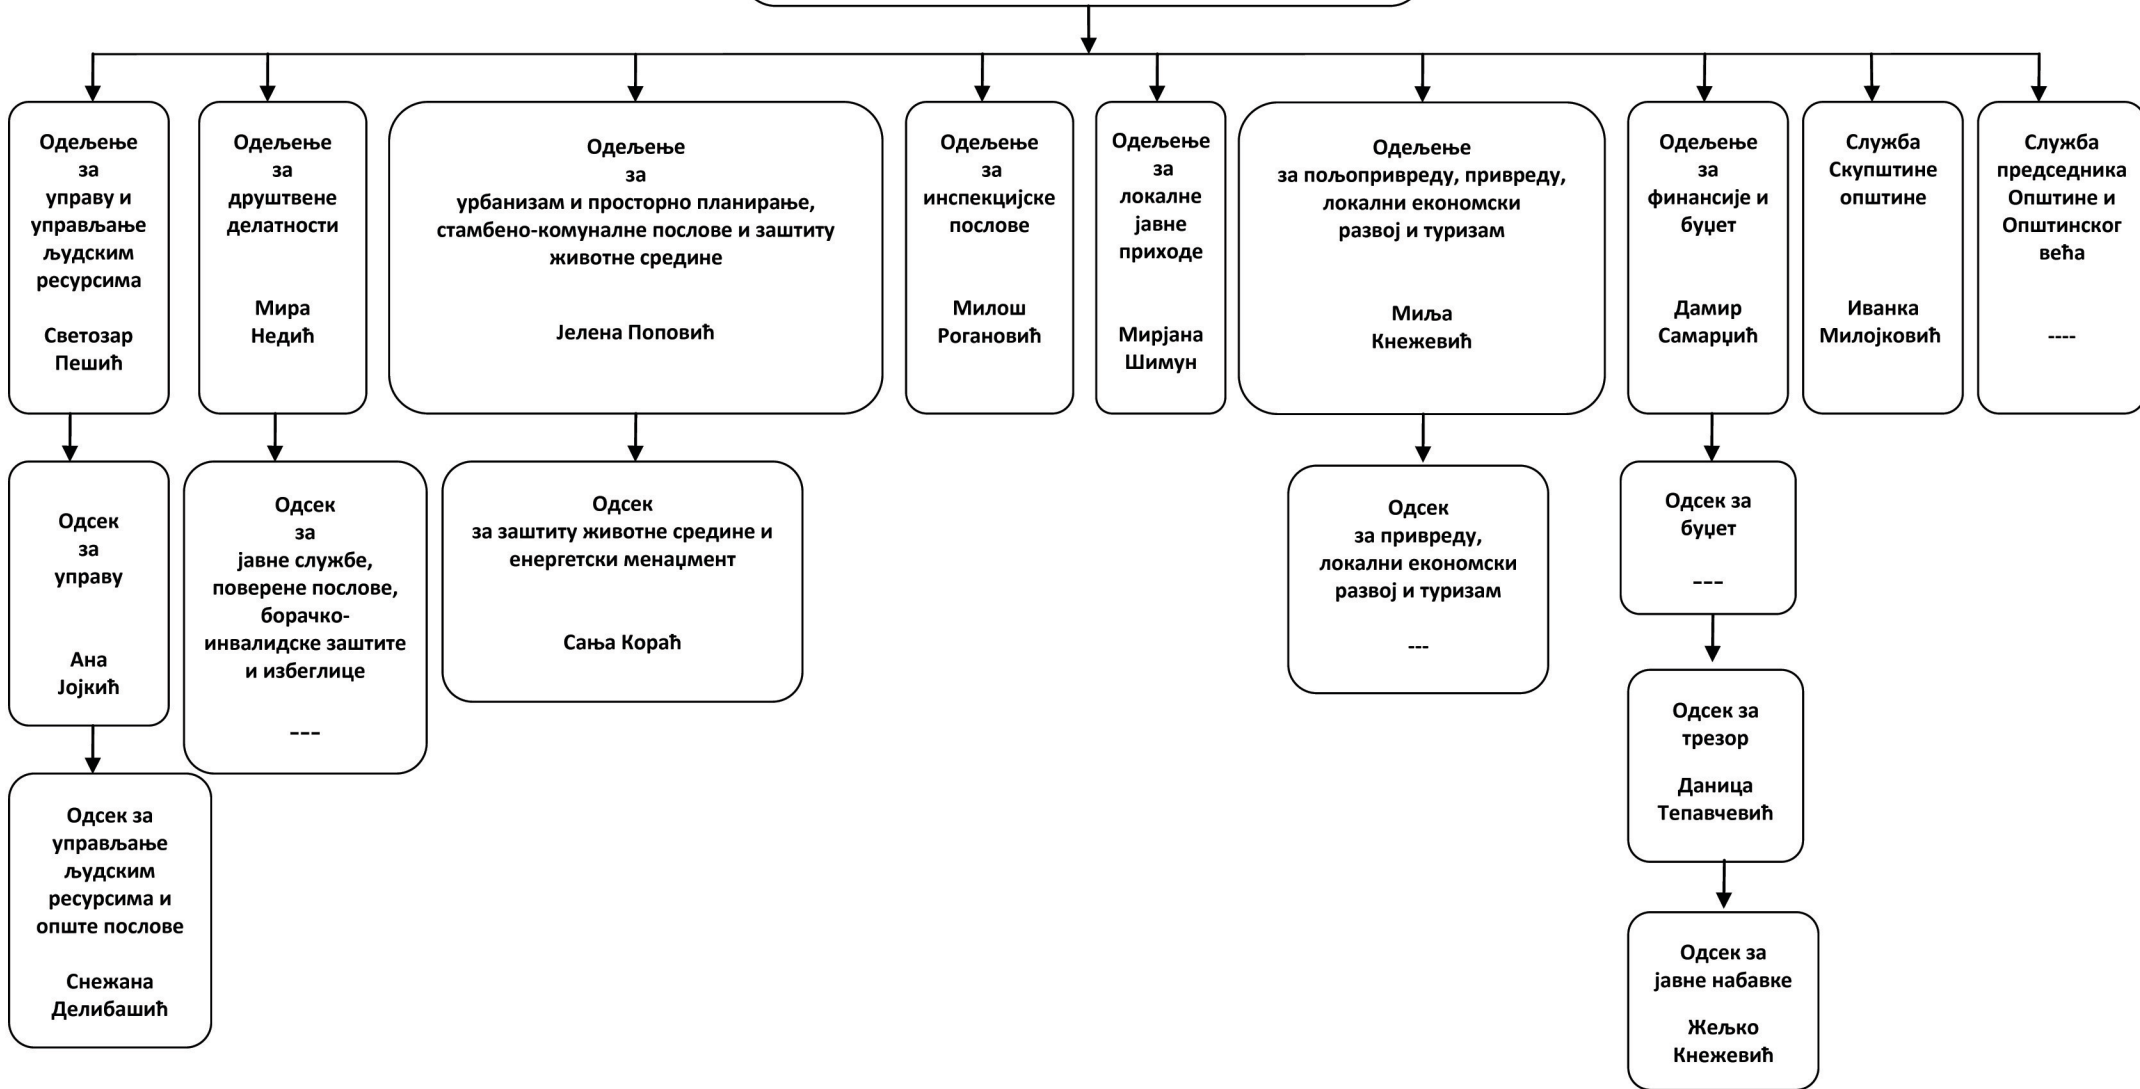 Одељење
за
управу и
управљање
људским
ресурсима
Светозар
Пешић
Одељење
за
друштвене
делатности
Мира
Недић
Одељење
за
урбанизам и просторно планирање,
стамбено-комуналне послове и заштиту
животне средине
Јелена Поповић
Одељење
за
инспекцијске
послове
Милош
Рогановић
Одељење
за
локалне
јавне
приходе
Мирјана
Шимун
Одељење
за пољопривреду, привреду,
локални економски
развој и туризам
Миља
Кнежевић
Одељење
за
финансије и
буџет
Дамир
Самарџић
Служба
Скупштине
општине
Иванка
Милојковић
Служба
председника
Општине и
Општинског
већа
----
Одсек
за
управу
Ана
Јојкић
Одсек
за
јавне службе,
поверене послове,
борачко-
инвалидске заштите
и избеглице
---
Одсек
за заштиту животне средине и
енергетски менаџмент
Сања Кораћ
Одсек
за привреду,
локални економски
развој и туризам
---
Одсек за
буџет
---
Одсек за
трезор
Даница
Тепавчевић
Одсек за
управљање
људским
ресурсима и
опште послове
Снежана
Делибашић
Одсек за
јавне набавке
Жељко
Кнежевић